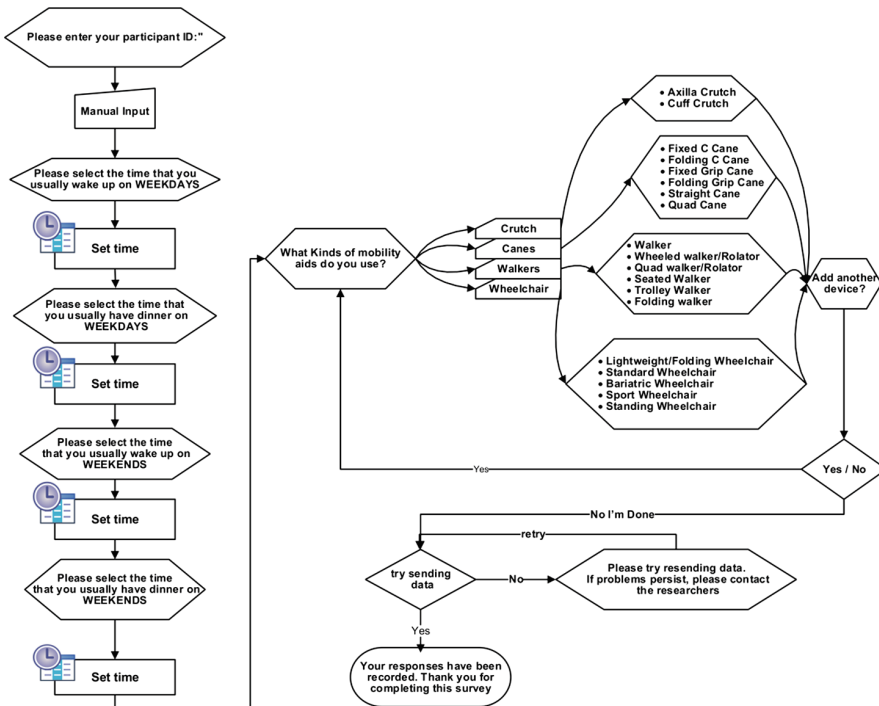 Please enter your participant ID:"
Manual Input
Please select the time that you
usually wake up on WEEKDAYS
Set time
Please select the time that
you usually have dinner on
WEEKDAYS
Set time
Please select the time
that you usually wake up on
WEEKENDS
Set time
Please select the time
that you usually have dinner on
WEEKENDS
Set time
What Kinds of mobility
aids do you use?
Crutch
Canes
Walkers
Wheelchair
• Axilla Crutch
• Cuff Crutch
• Fixed C Cane
• Folding C Cane
• Fixed Grip Cane
• Folding Grip Cane
• Straight Cane
• Quad Cane
• Walker
• Wheeled walker/Rolator
• Quad walker/Rolator
• Seated Walker
• Trolley Walker
• Folding walker
• Lightweight/Folding Wheelchair
• Standard Wheelchair
• Bariatric Wheelchair
• Sport Wheelchair
• Standing Wheelchair
Add another
device?
Yes / No
Yes
No I'm Done
retry
try sending
data
No
Please try resending data.
If problems persist, please contact
the researchers
Yes
Your responses have been
recorded. Thank you for
completing this survey